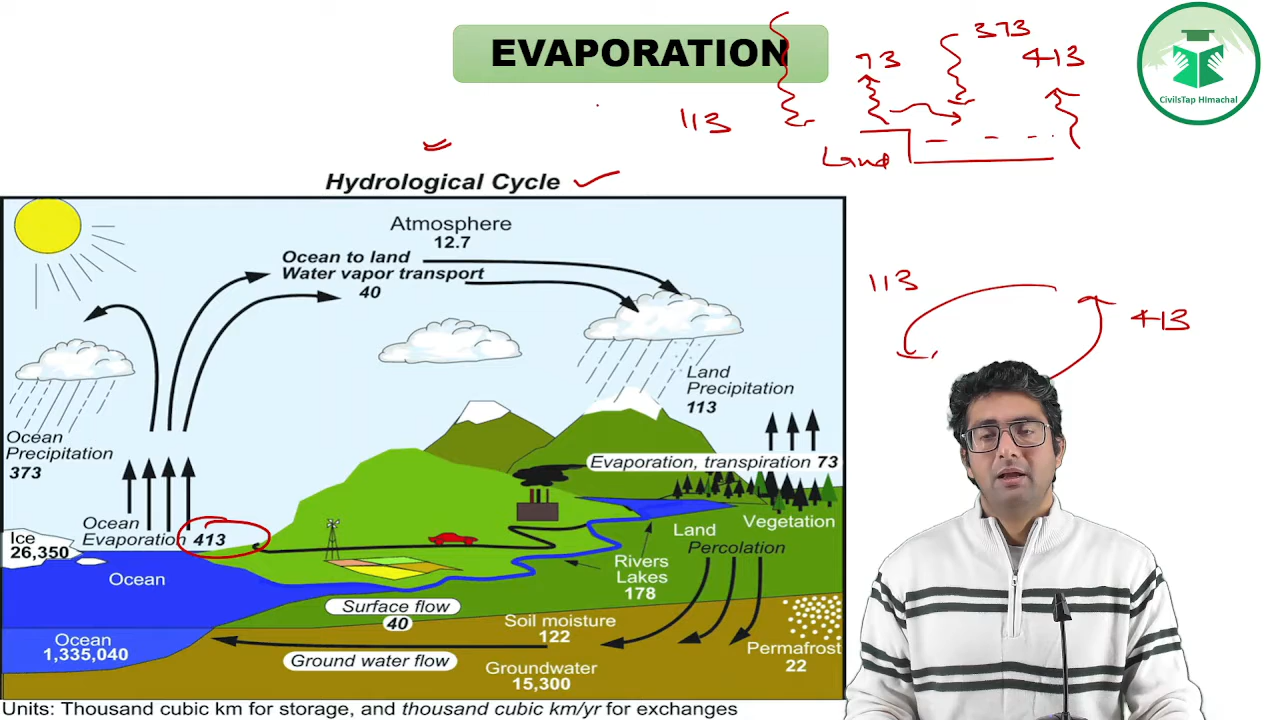 EVAPORATION
113
73
373
413
Land
CivilsTap Himachal
Hydrological Cycle
Atmosphere
12.7
Ocean to land
Water vapor transport
40
113
413
Land
Precipitation
113
Ocean
Precipitation
373
Evaporation, transpiration 73
Ocean
Evaporation 413
Ice
26,350
Ocean
Land
Percolation
Vegetation
Rivers
Lakes
178
Surface flow
40
Soil moisture
122
Ocean
1,335,040
Ground water flow
Groundwater
15,300
Permafrost
22
Units: Thousand cubic km for storage, and thousand cubic km/yr for exchanges